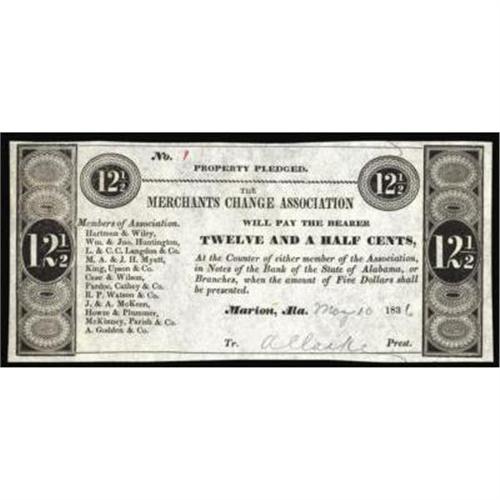 No. 1
PROPERTY PLEDGED.
12½
12½
THE
MERCHANTS CHANGE ASSOCIATION
WILL PAY THE BEARER
TWELVE AND A HALF CENTS,
At the Counter of either member of the Association,
in Notes of the Bank of the State of Alabama, or
Branches, when the amount of Five Dollars shall
be presented.
Marion, Ala. May 10 1836
Tr.
Prest.
12½
Members of Association.
Hartman & Wiley,
Wm. & Jno. Huntington,
L. & C. C. Langdon & Co.
M. A. & J. H. Myatt,
King, Upson & Co.
Case & Wilson,
Pardue, Cathey & Co.
R. P. Watson & Co.
J. & A. McKeen,
Howze & Plummer,
McKinney, Parish & Co.
A. Godden & Co.
12½